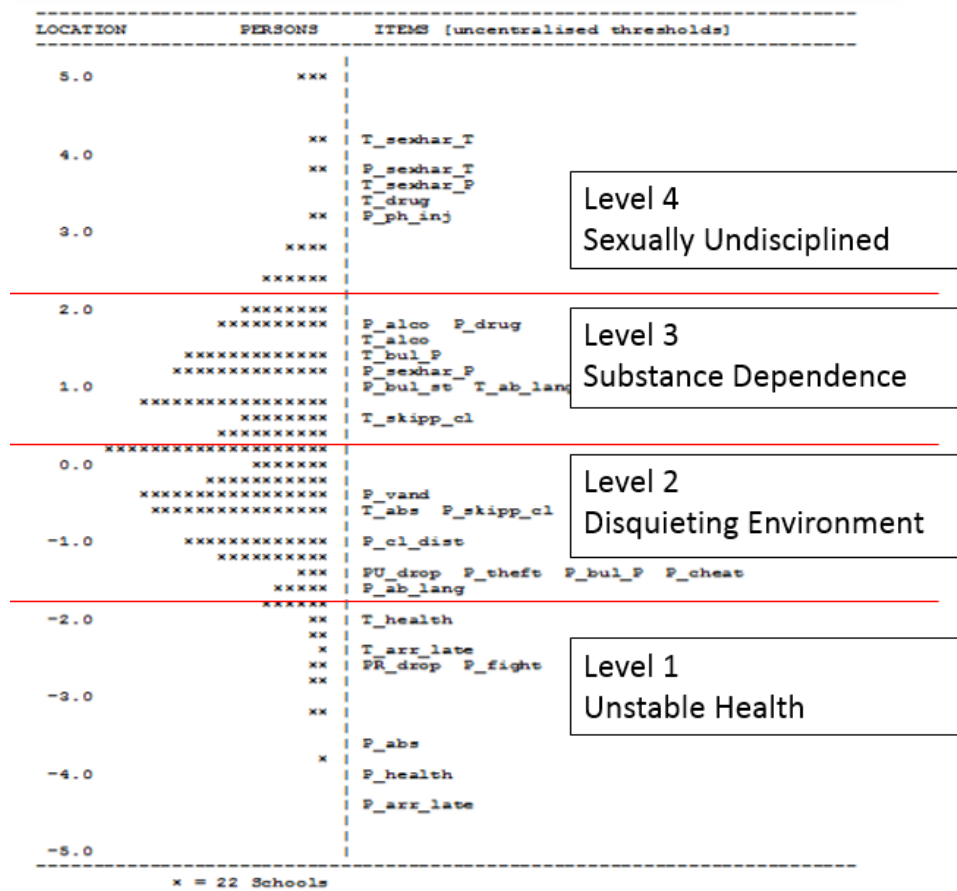 LOCATION PERSONS ITEMS [uncentralised thresholds]
5.0 xxx |
xx | T_sexhar_T
4.0
xx | P_sexhar_T
T_sexhar_P
T_drug
xx | P_ph_inj
3.0
xxxx |
xxxxxx |
Level 4
Sexually Undisciplined
2.0 xxxxxxxx |
xxxxxxxxxx | P_alco P_drug
T_alco
xxxxxxxxxxxxx | T_bul_P
xxxxxxxxxxxxxx | P_sexhar_P
1.0 | P_bul_st T_ab_lang
xxxxxxxxxxxxxxxxx |
xxxxxxxx | T_skipp_cl
xxxxxxxxxx |
Level 3
Substance Dependence
xxxxxxxxxxxxxxxxxxxx |
0.0 xxxxxxx |
xxxxxxxxxxx |
xxxxxxxxxxxxxxxxx | P_vand
xxxxxxxxxxxxxxxx | T_abs P_skipp_cl
-1.0 xxxxxxxxxxxxx | P_cl_dist
xxxxxxxxxx |
xxx | PU_drop P_theft P_bul_P P_cheat
xxxxx | P_ab_lang
Level 2
Disquieting Environment
xxxxxx |
-2.0 xx | T_health
xx |
x | T_arr_late
xx | PR_drop P_fight
xx |
-3.0
xx |
P_abs
x |
-4.0 | P_health
P_arr_late
-5.0
Level 1
Unstable Health
x = 22 Schools